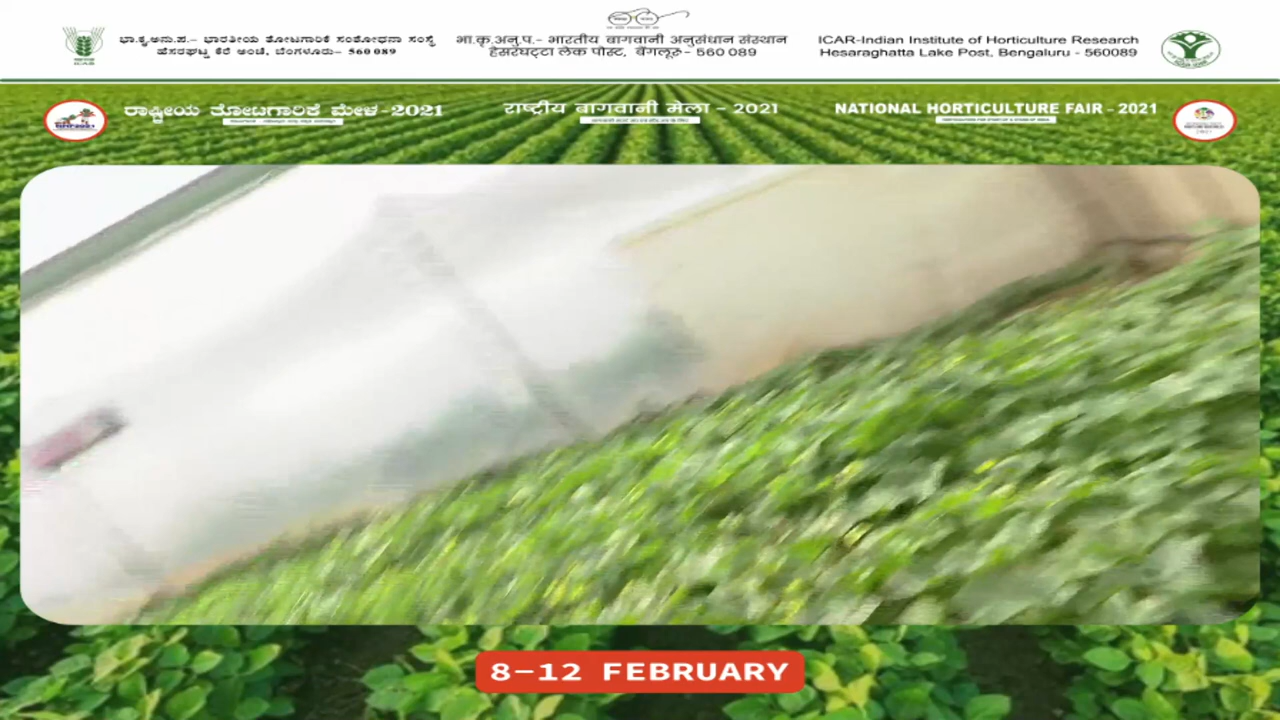 ಭಾ.ಕೃ.ಅನು.ಪ.– ಭಾರತೀಯ ತೋಟಗಾರಿಕೆ ಸಂಶೋಧನಾ ಸಂಸ್ಥೆ
ಹೆಸರಘಟ್ಟ ಕೆರೆ ಅಂಚೆ, ಬೆಂಗಳೂರು– 560 089
भा.कृ.अनु.प.- भारतीय बागवानी अनुसंधान संस्थान
हेसरघट्टा लेक पोस्ट, बेंगलूरू- 560 089
ICAR-Indian Institute of Horticulture Research
Hesaraghatta Lake Post, Bengaluru - 560089
ICAR
ರಾಷ್ಟ್ರೀಯ ತೋಟಗಾರಿಕೆ ಮೇಳ -2021
राष्ट्रीय बागवानी मेला - 2021
NATIONAL HORTICULTURE FAIR - 2021
8–12 FEBRUARY